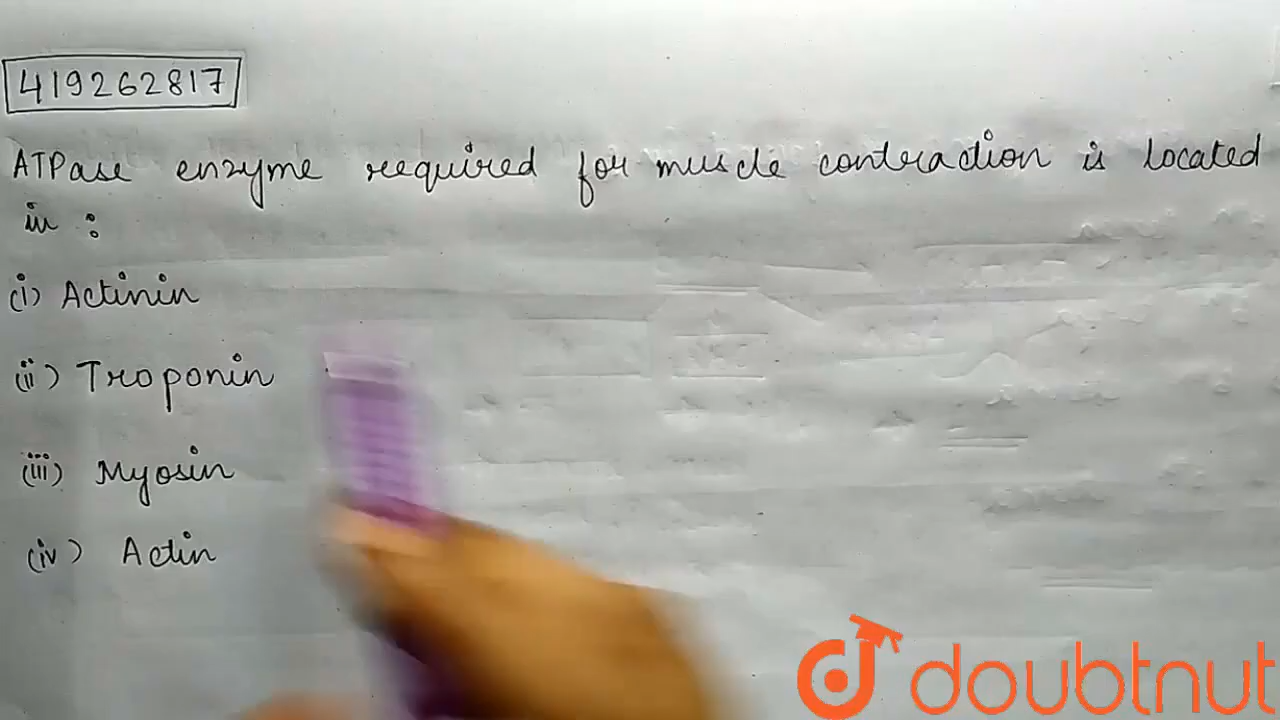 419262817
ATPase enzyme required for muscle contraction is located
in :
(i) Actinin
(ii) Troponin
(iii) Myosin
(iv) Actin
doubtnut